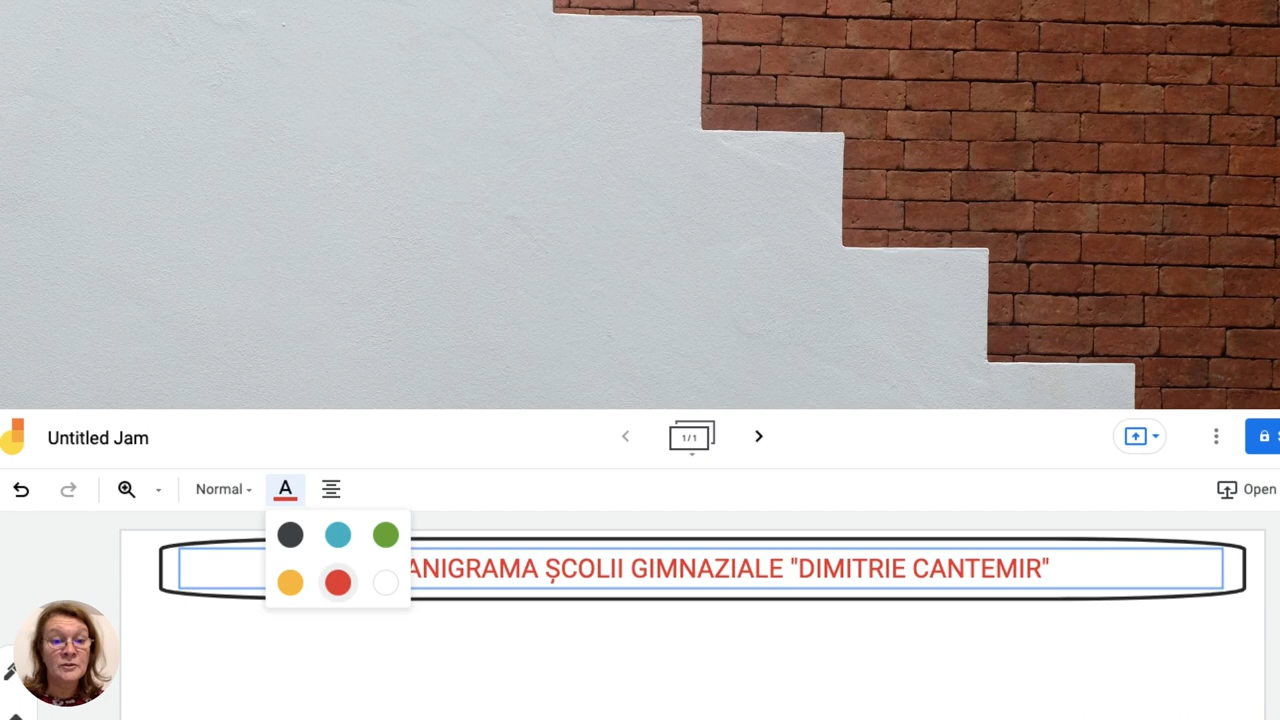 Untitled Jam
1/1
Normal
A
Open
ANIGRAMA ȘCOLII GIMNAZIALE "DIMITRIE CANTEMIR"